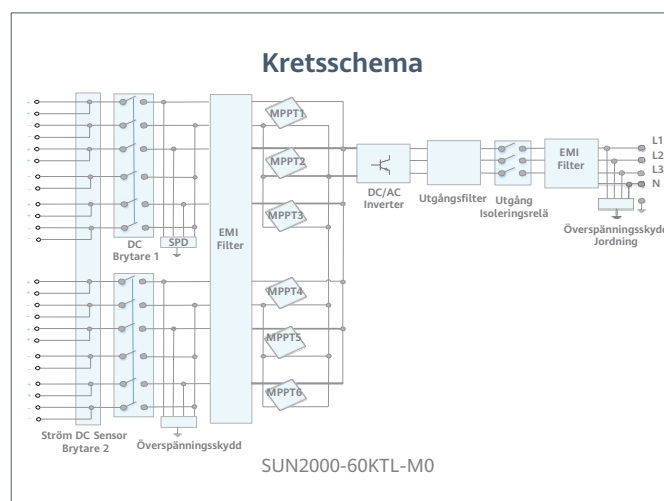 Kretsschema
MPPT1
MPPT2
MPPT3
MPPT4
MPPT5
MPPT6
EMI
Filter
DC
Brytare 1
SPD
DC/AC
Inverter
Utgångsfilter
Utgång
Isoleringsrelä
EMI
Filter
L1
L2
L3
N
Överspänningsskydd
Jordning
Ström DC Sensor
Brytare 2
Överspänningsskydd
SUN2000-60KTL-M0